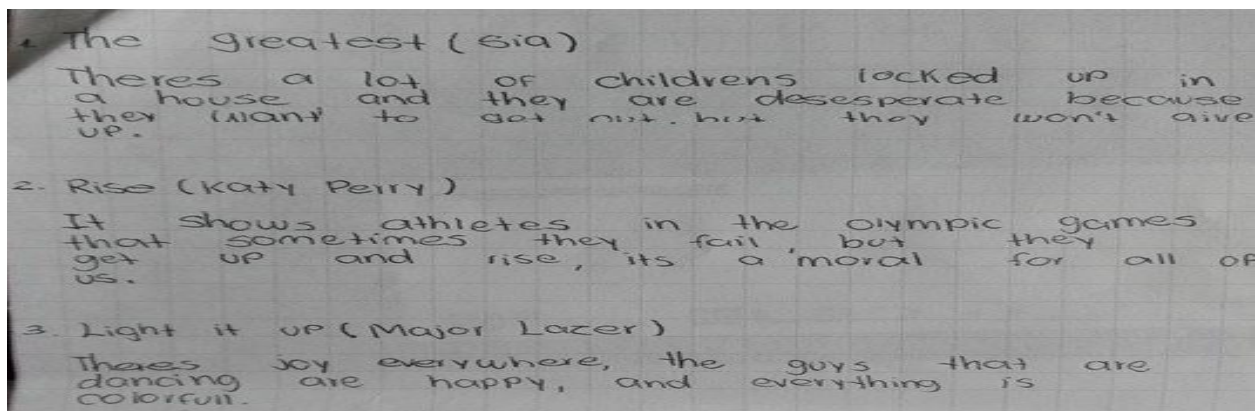 1. The greatest (Sia)
Theres a lot of childrens locked up in
a house and they are desesperate because
they want to get out, but they won't give
up.
2. Rise (Katy Perry)
It shows athletes in the olympic games
that sometimes they fail, but they
get up and rise, its a moral for all of
us.
3. Light it up (Major Lazer)
Theres joy everywhere, the guys that are
dancing are happy, and everything is
colorfull.